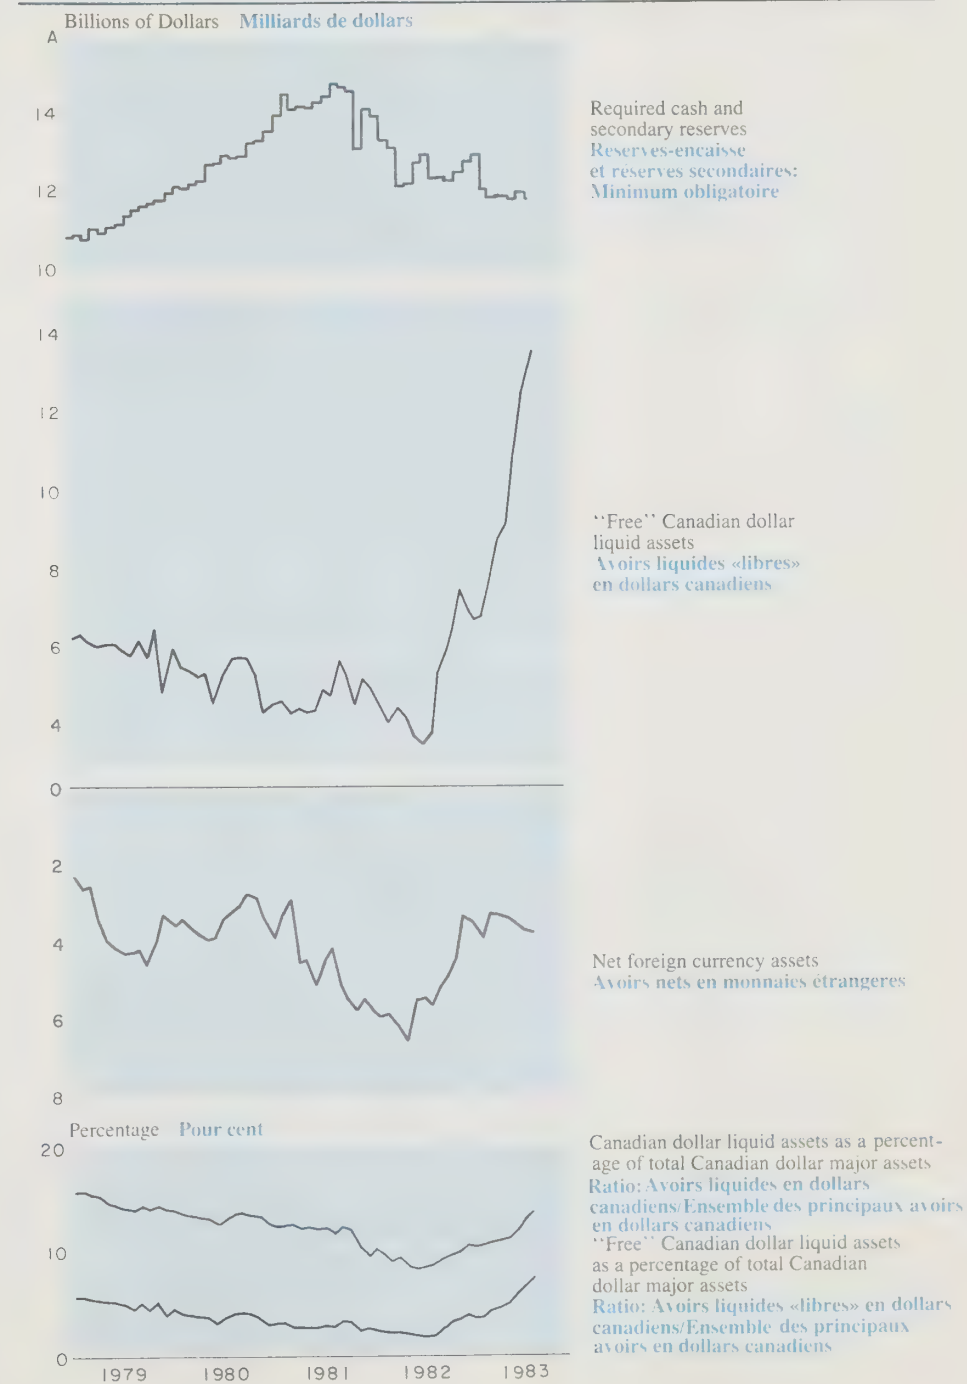 Billions of Dollars Milliards de dollars
A
14
12
10
Required cash and
secondary reserves
Reserves-encaisse
et réserves secondaires:
Minimum obligatoire
14
12
10
8
6
4
0
"Free" Canadian dollar
liquid assets
Avoirs liquides «libres»
en dollars canadiens
2
4
6
8
Net foreign currency assets
Avoirs nets en monnaies étrangeres
Percentage Pour cent
20
10
0
Canadian dollar liquid assets as a percent-
age of total Canadian dollar major assets
Ratio: Avoirs liquides en dollars
canadiens/Ensemble des principaux avoirs
en dollars canadiens
"Free" Canadian dollar liquid assets
as a percentage of total Canadian
dollar major assets
Ratio: Avoirs liquides «libres» en dollars
canadiens/Ensemble des principaux
avoirs en dollars canadiens
1979 1980 1981 1982 1983